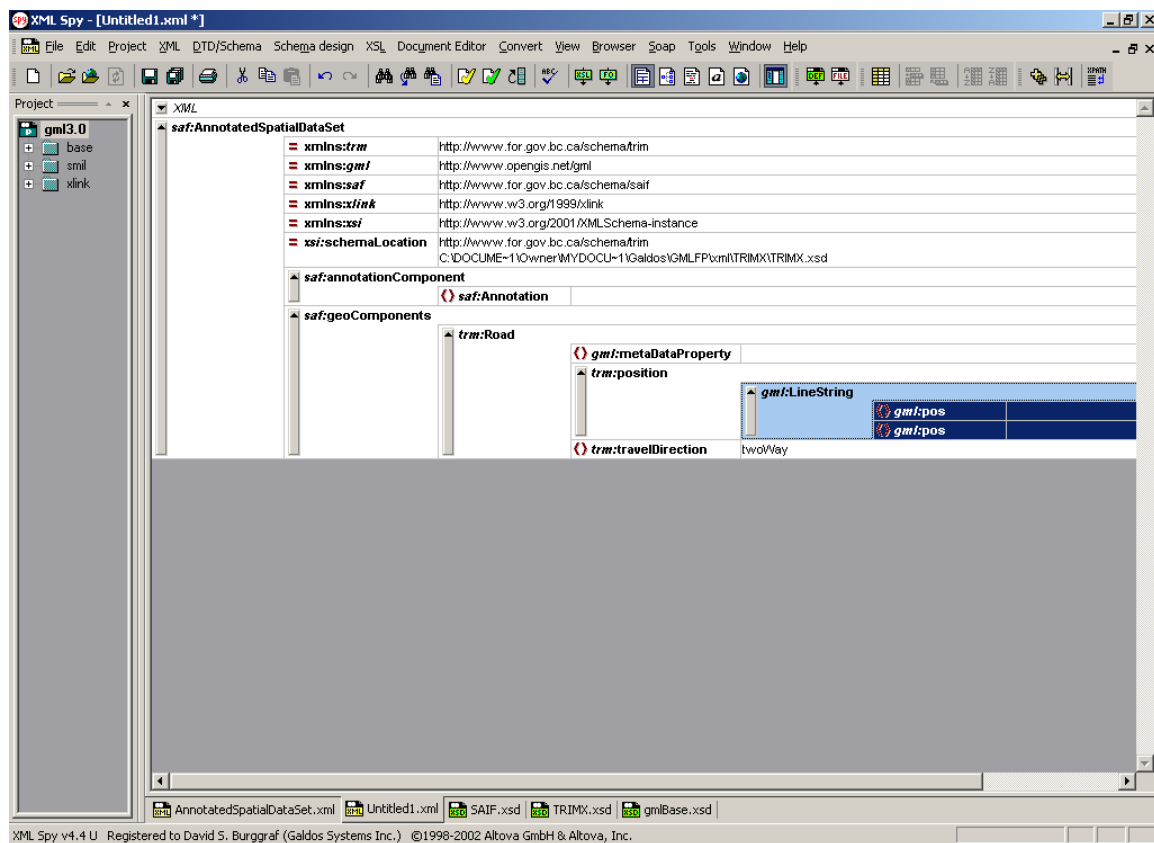 XML Spy - [Untitled1.xml *]
File Edit Project XML DTD/Schema Schema design XSL Document Editor Convert View Browser Soap Tools Window Help
Project
XML
gml3.0
base
smil
xlink
saf:AnnotatedSpatialDataSet
= xmlns:trm http://www.for.gov.bc.ca/schema/trim
= xmlns:gml http://www.opengis.net/gml
= xmlns:saf http://www.for.gov.bc.ca/schema/saif
= xmlns:xlink http://www.w3.org/1999/xlink
= xmlns:xsi http://www.w3.org/2001/XMLSchema-instance
= xsi:schemaLocation http://www.for.gov.bc.ca/schema/trim
C:\DOCUME~1\Owner\MYDOCU~1\Galdos\GMLFP\xml\TRIMX\TRIMX.xsd
saf:annotationComponent
{} saf:Annotation
saf:geoComponents
trm:Road
{} gml:metaDataProperty
trm:position
gml:LineString
{} gml:pos
{} gml:pos
{} trm:travelDirection twoWay
AnnotatedSpatialDataSet.xml Untitled1.xml SAIF.xsd TRIMX.xsd gmlBase.xsd
XML Spy v4.4 U Registered to David S. Burggraf (Galdos Systems Inc.) ©1998-2002 Altova GmbH & Altova, Inc.